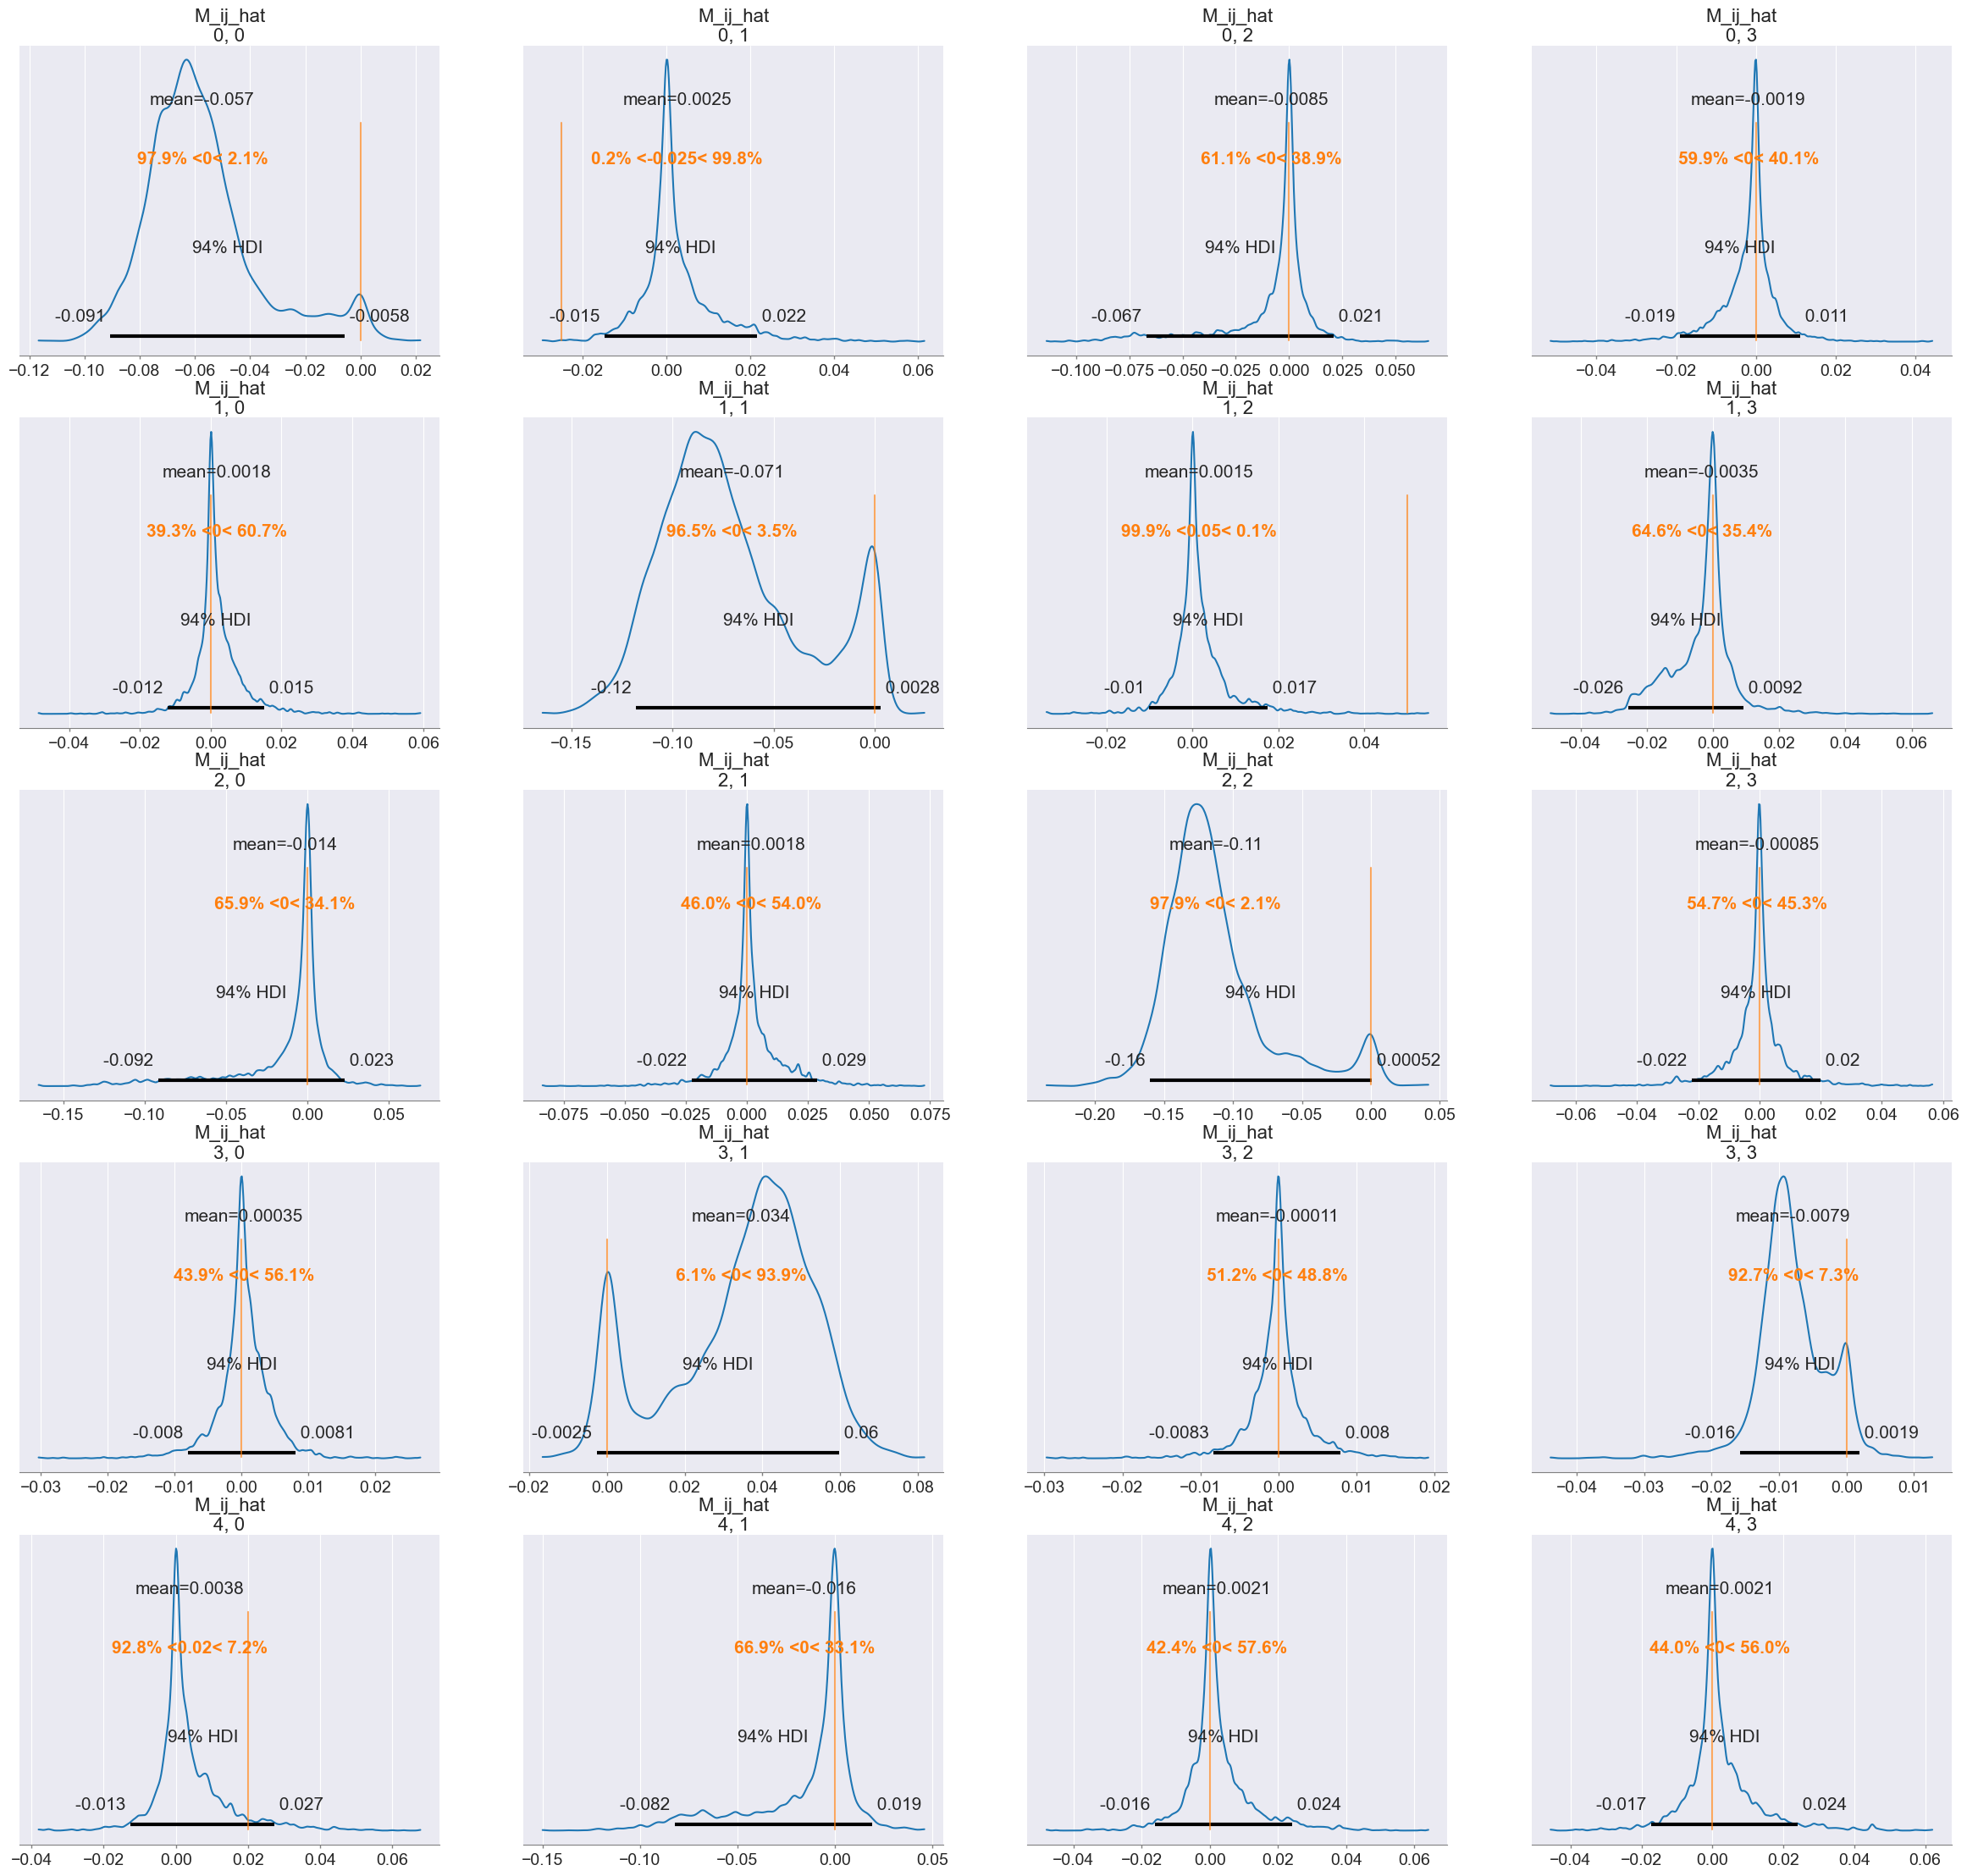 M_ij_hat
0, 0
mean=-0.057
97.9% <0< 2.1%
94% HDI
-0.091
-0.0058
−0.12 −0.10 −0.08 −0.06 −0.04 −0.02 0.00 0.02
M_ij_hat
0, 1
mean=0.0025
0.2% <-0.025< 99.8%
94% HDI
-0.015
0.022
−0.02 0.00 0.02 0.04 0.06
M_ij_hat
0, 2
mean=-0.0085
61.1% <0< 38.9%
94% HDI
-0.067
0.021
−0.100 −0.075 −0.050 −0.025 0.000 0.025 0.050
M_ij_hat
0, 3
mean=-0.0019
59.9% <0< 40.1%
94% HDI
-0.019
0.011
−0.04 −0.02 0.00 0.02 0.04
M_ij_hat
1, 0
mean=0.0018
39.3% <0< 60.7%
94% HDI
-0.012
0.015
−0.04 −0.02 0.00 0.02 0.04 0.06
M_ij_hat
1, 1
mean=-0.071
96.5% <0< 3.5%
94% HDI
-0.12
0.0028
−0.15 −0.10 −0.05 0.00
M_ij_hat
1, 2
mean=0.0015
99.9% <0.05< 0.1%
94% HDI
-0.01
0.017
−0.02 0.00 0.02 0.04
M_ij_hat
1, 3
mean=-0.0035
64.6% <0< 35.4%
94% HDI
-0.026
0.0092
−0.04 −0.02 0.00 0.02 0.04 0.06
M_ij_hat
2, 0
mean=-0.014
65.9% <0< 34.1%
94% HDI
-0.092
0.023
−0.15 −0.10 −0.05 0.00 0.05
M_ij_hat
2, 1
mean=0.0018
46.0% <0< 54.0%
94% HDI
-0.022
0.029
−0.075 −0.050 −0.025 0.000 0.025 0.050 0.075
M_ij_hat
2, 2
mean=-0.11
97.9% <0< 2.1%
94% HDI
-0.16
0.00052
−0.20 −0.15 −0.10 −0.05 0.00 0.05
M_ij_hat
2, 3
mean=-0.00085
54.7% <0< 45.3%
94% HDI
-0.022
0.02
−0.06 −0.04 −0.02 0.00 0.02 0.04 0.06
M_ij_hat
3, 0
mean=0.00035
43.9% <0< 56.1%
94% HDI
-0.008
0.0081
−0.03 −0.02 −0.01 0.00 0.01 0.02
M_ij_hat
3, 1
mean=0.034
6.1% <0< 93.9%
94% HDI
-0.0025
0.06
−0.02 0.00 0.02 0.04 0.06 0.08
M_ij_hat
3, 2
mean=-0.00011
51.2% <0< 48.8%
94% HDI
-0.0083
0.008
−0.03 −0.02 −0.01 0.00 0.01 0.02
M_ij_hat
3, 3
mean=-0.0079
92.7% <0< 7.3%
94% HDI
-0.016
0.0019
−0.04 −0.03 −0.02 −0.01 0.00 0.01
M_ij_hat
4, 0
mean=0.0038
92.8% <0.02< 7.2%
94% HDI
-0.013
0.027
−0.04 −0.02 0.00 0.02 0.04 0.06
M_ij_hat
4, 1
mean=-0.016
66.9% <0< 33.1%
94% HDI
-0.082
0.019
−0.15 −0.10 −0.05 0.00 0.05
M_ij_hat
4, 2
mean=0.0021
42.4% <0< 57.6%
94% HDI
-0.016
0.024
−0.04 −0.02 0.00 0.02 0.04 0.06
M_ij_hat
4, 3
mean=0.0021
44.0% <0< 56.0%
94% HDI
-0.017
0.024
−0.04 −0.02 0.00 0.02 0.04 0.06